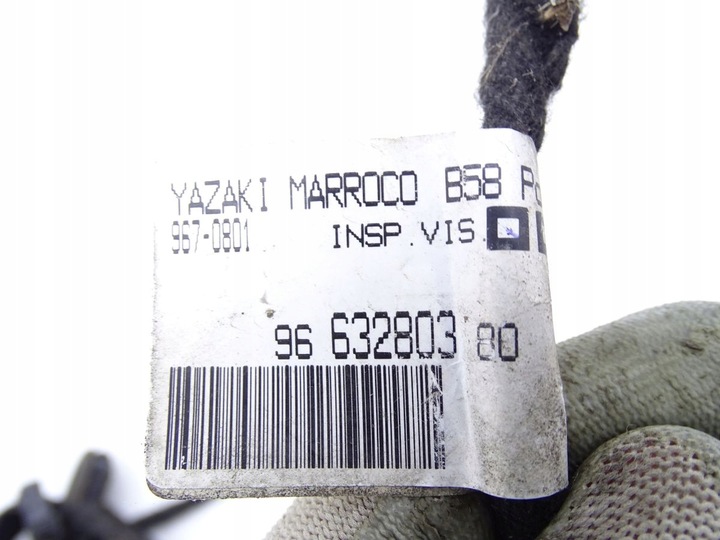 YAZAKI MARROCO B58
967-0801 INSP.VIS.
96 632803 80